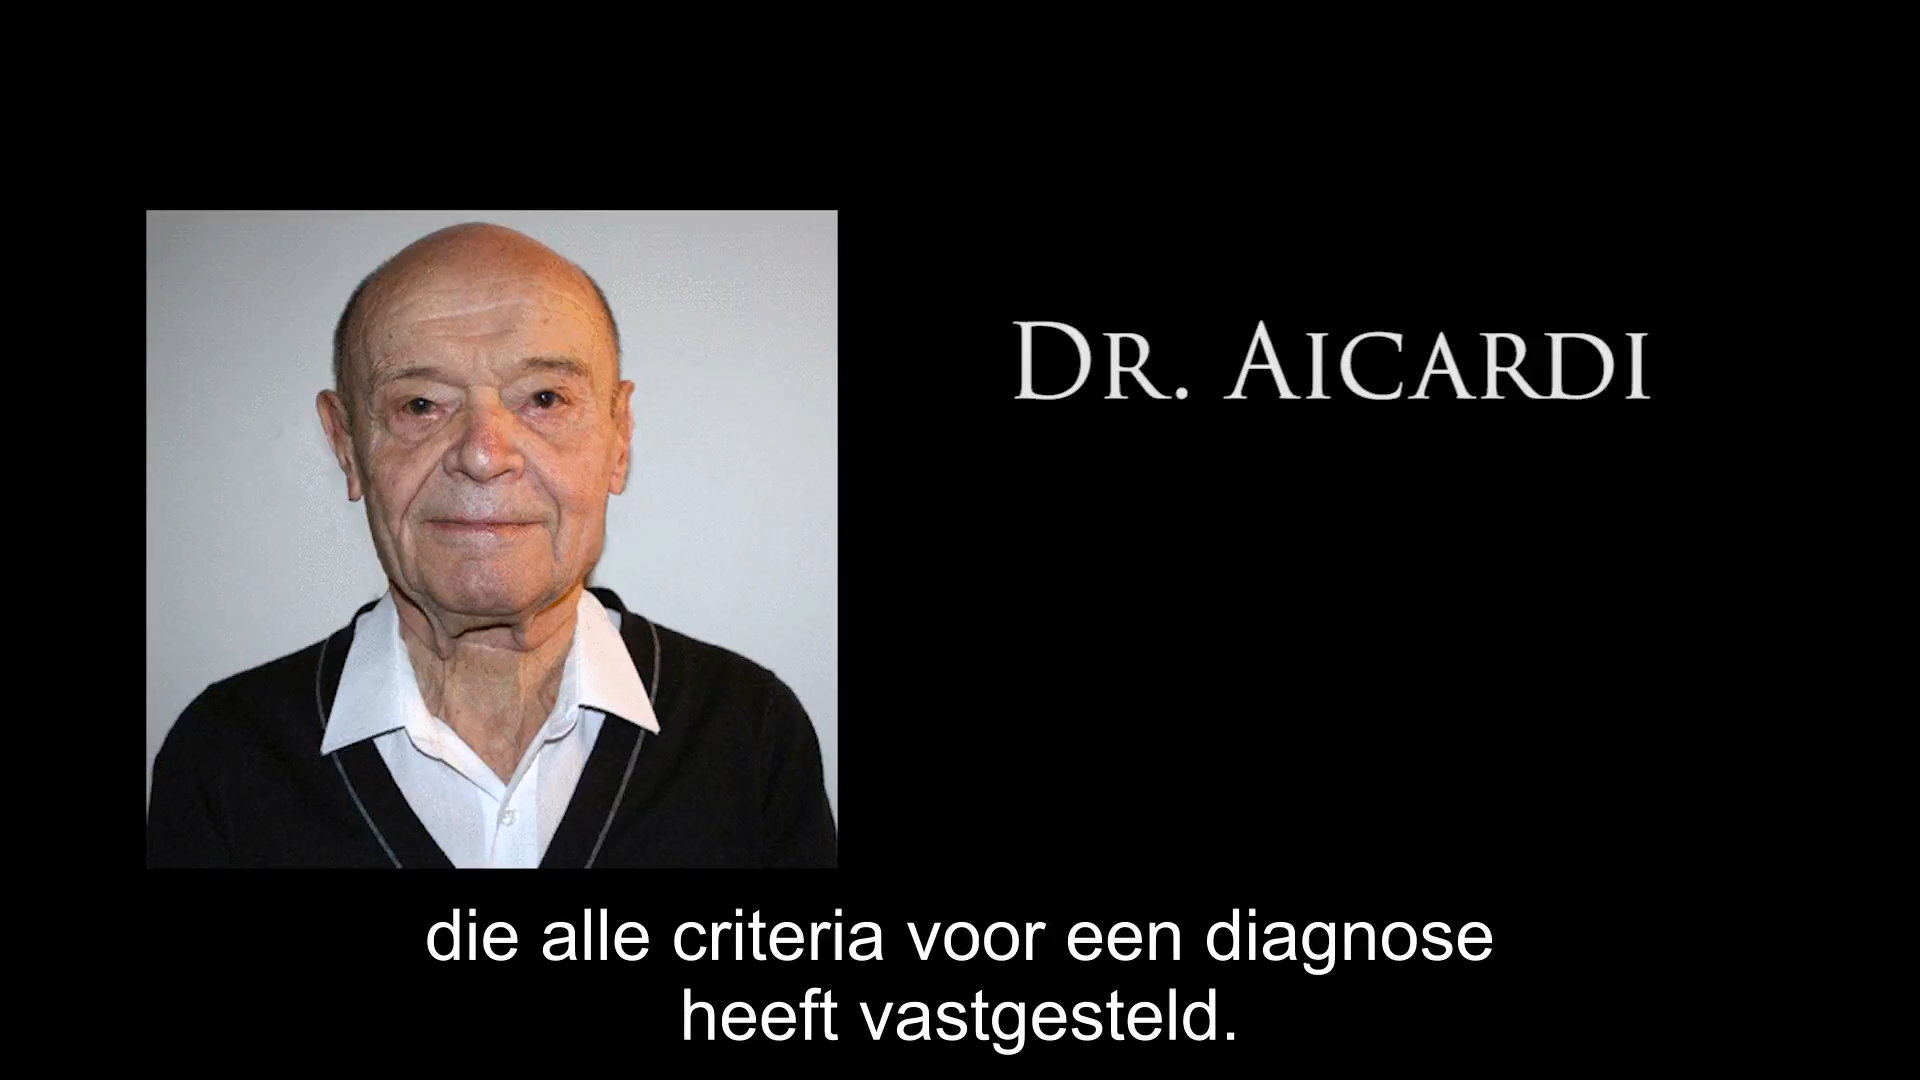 DR. AICARDI
die alle criteria voor een diagnose
heeft vastgesteld.